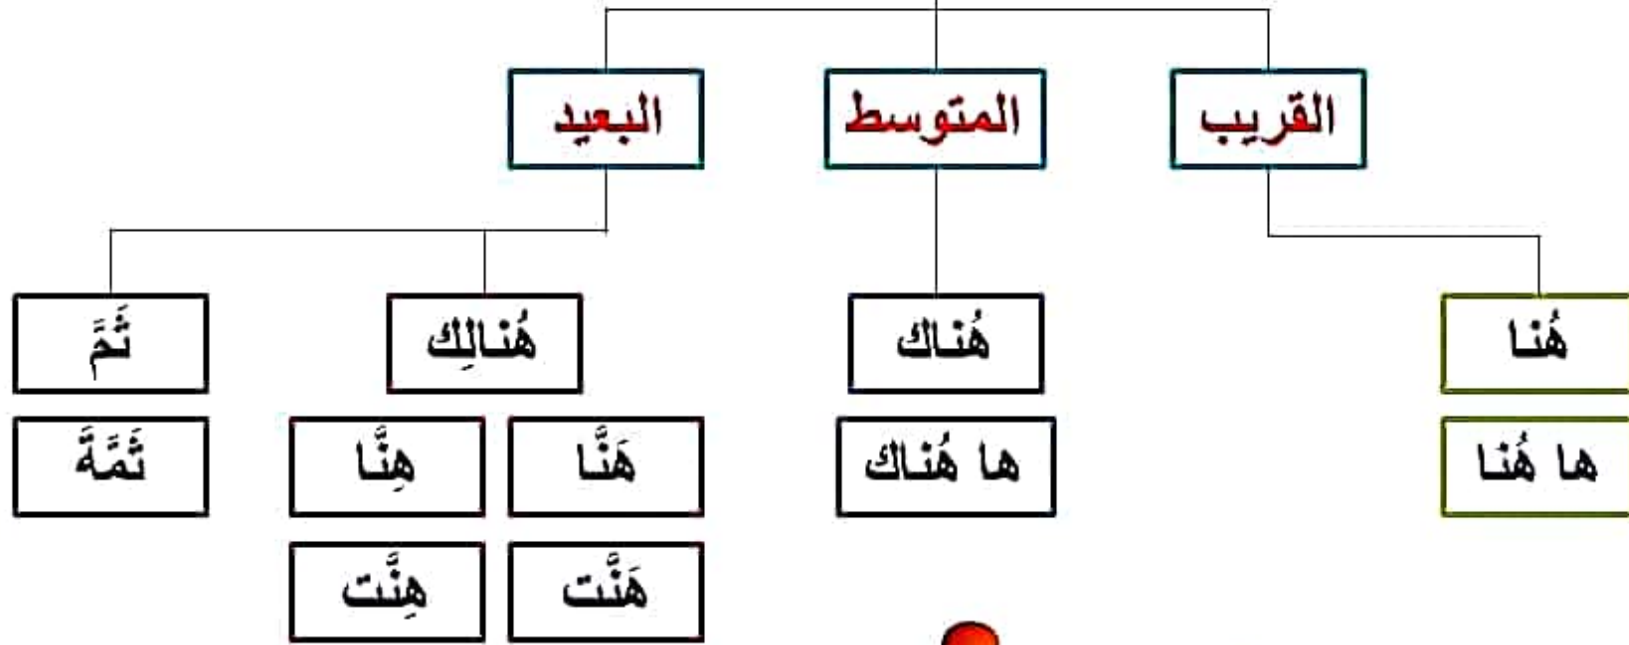 القريب
المتوسط
البعيد
هُنا
هُناك
هُنالِك
ثَمَّ
ها هُنا
ها هُناك
هَنَّا
هِنَّا
ثَمَّةَ
هَنَّت
هِنَّت